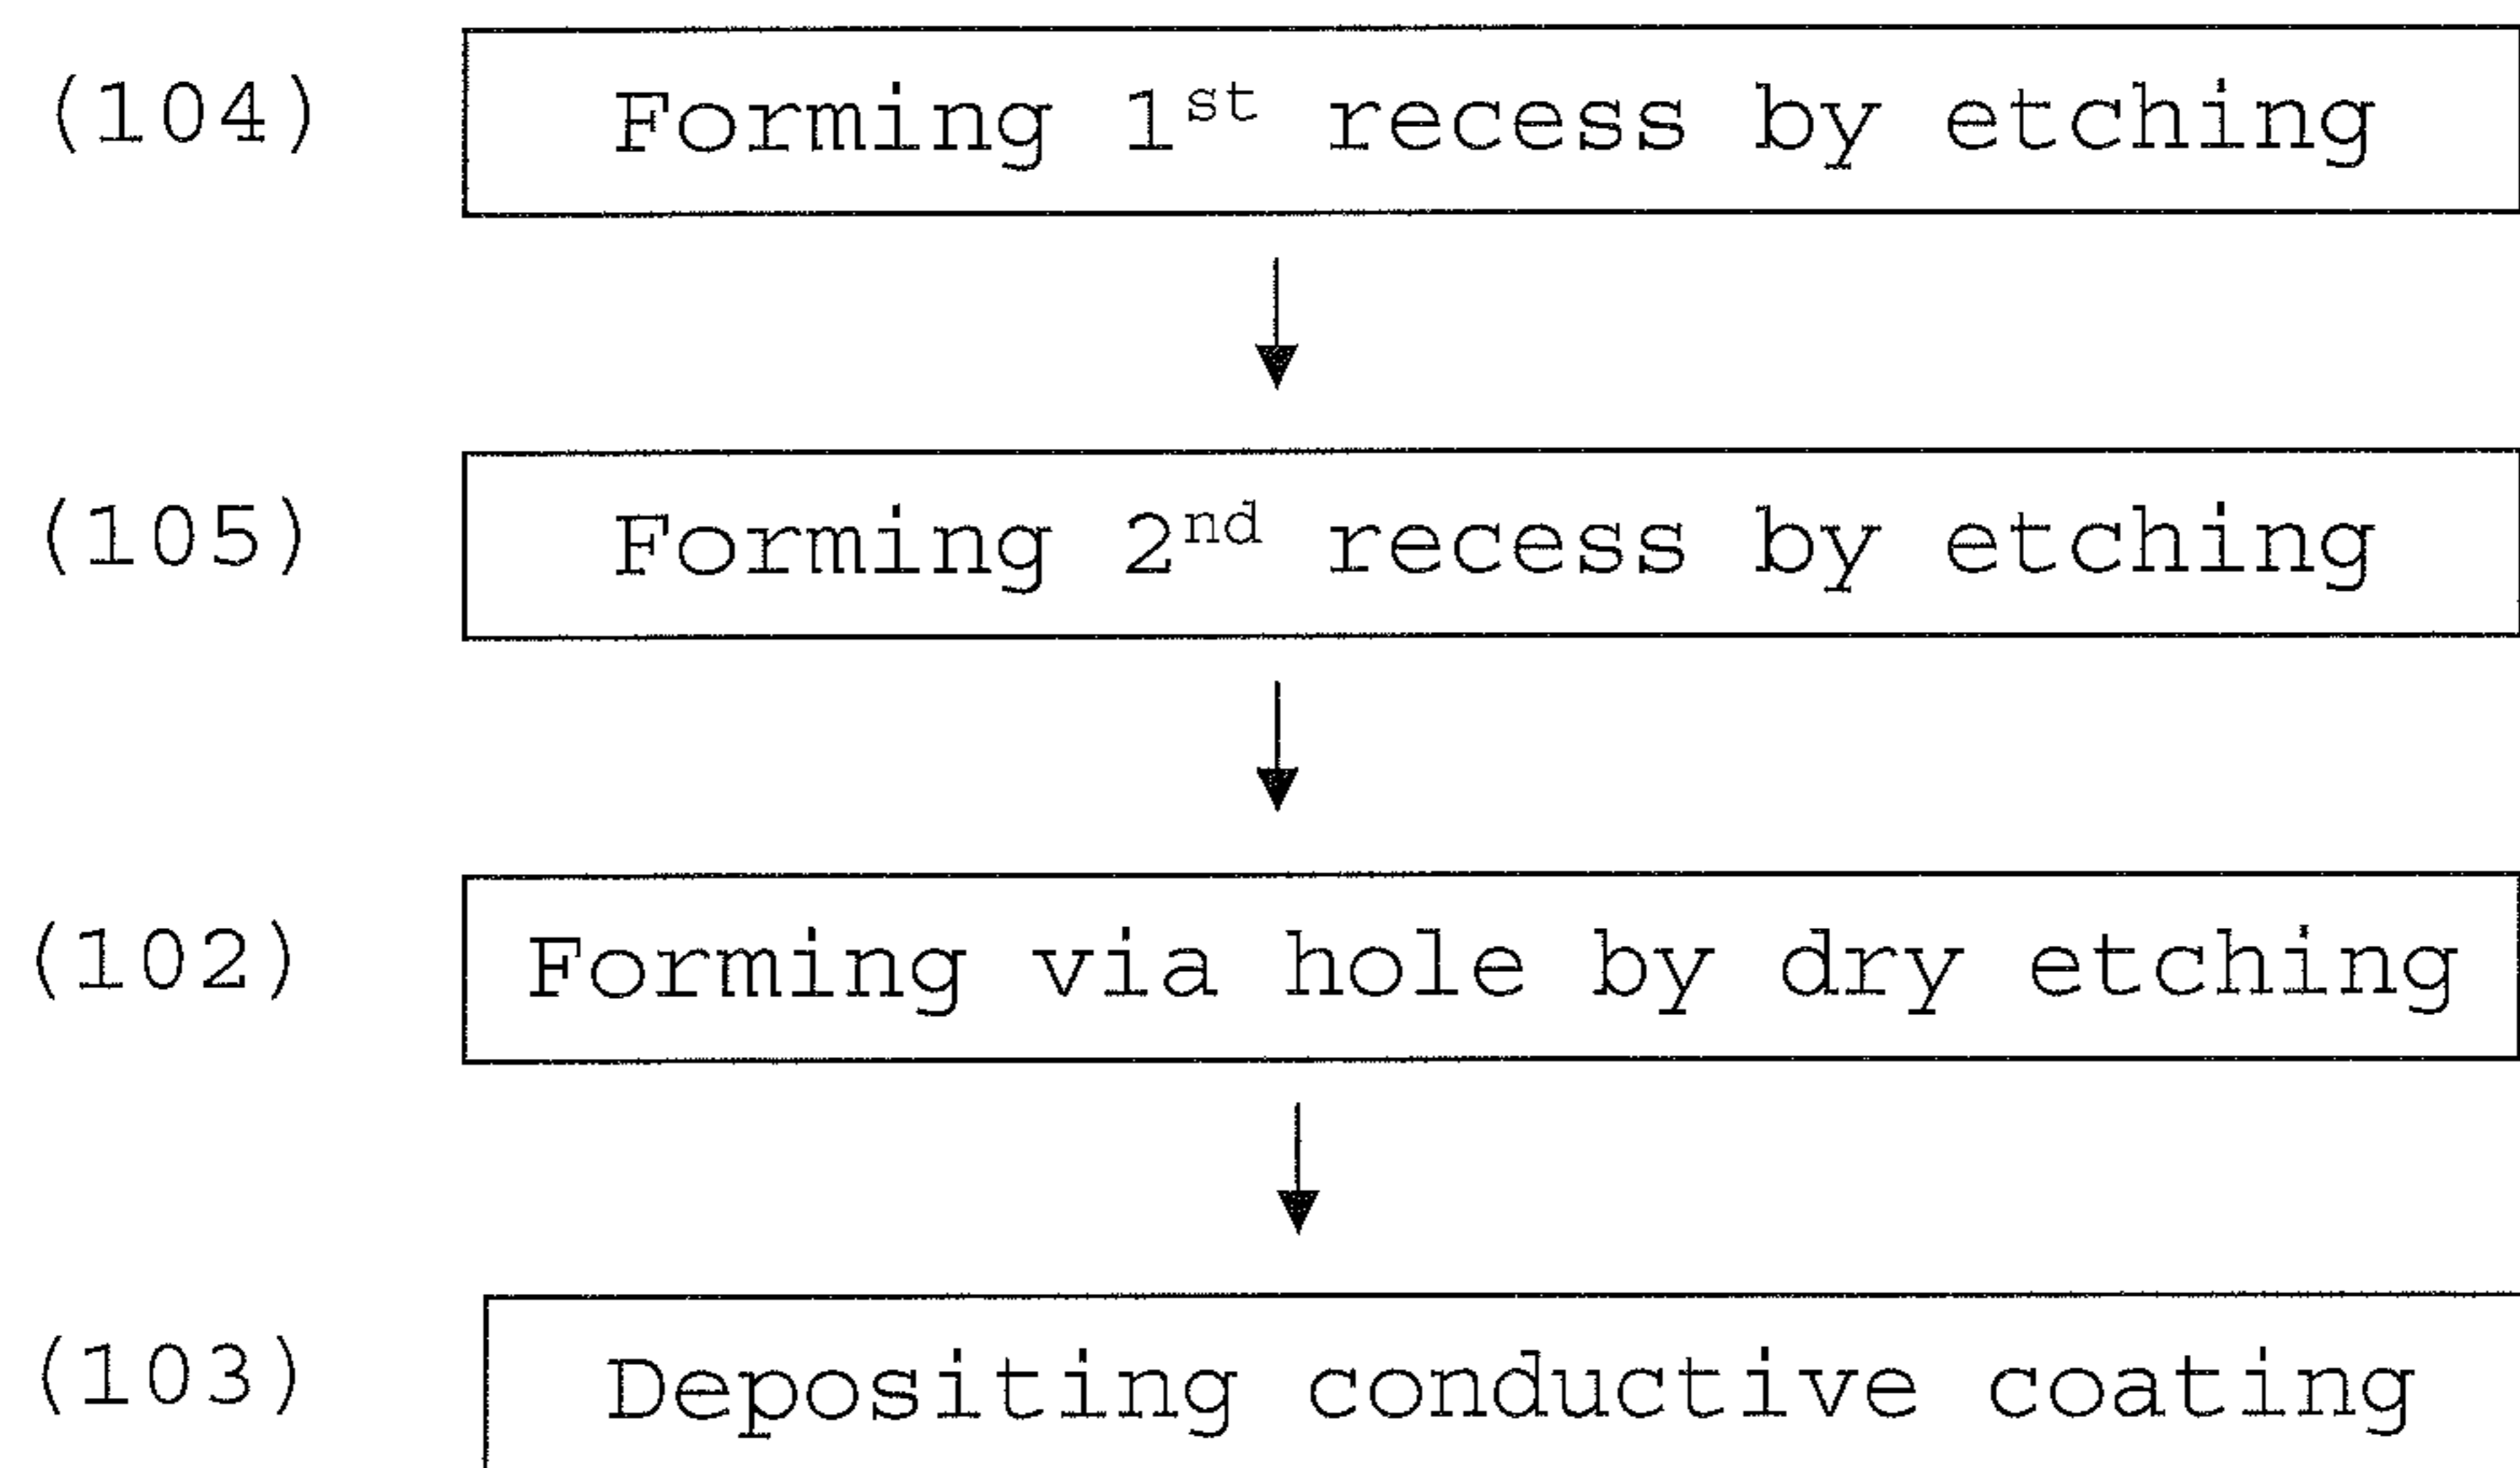 (104) Forming 1st recess by etching
(105) Forming 2nd recess by etching
(102) Forming via hole by dry etching
(103) Depositing conductive coating